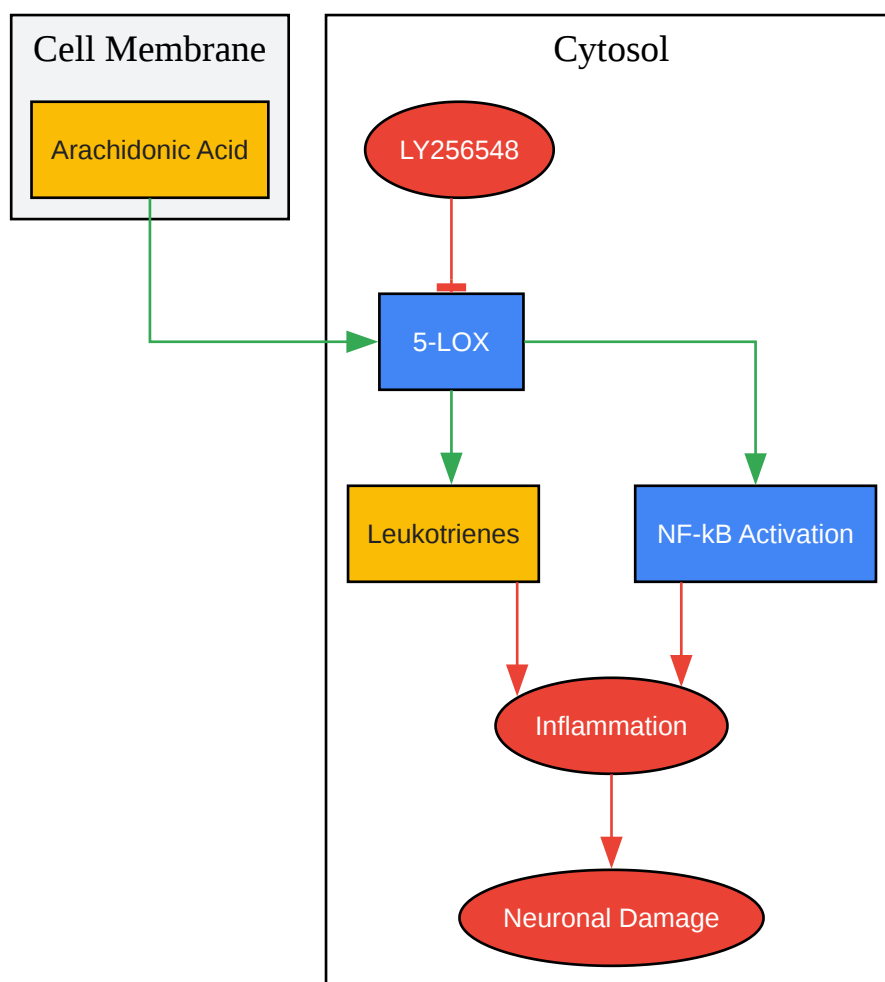 Cell Membrane
Cytosol
Arachidonic Acid
LY256548
5-LOX
Leukotrienes
NF-kB Activation
Inflammation
Neuronal Damage